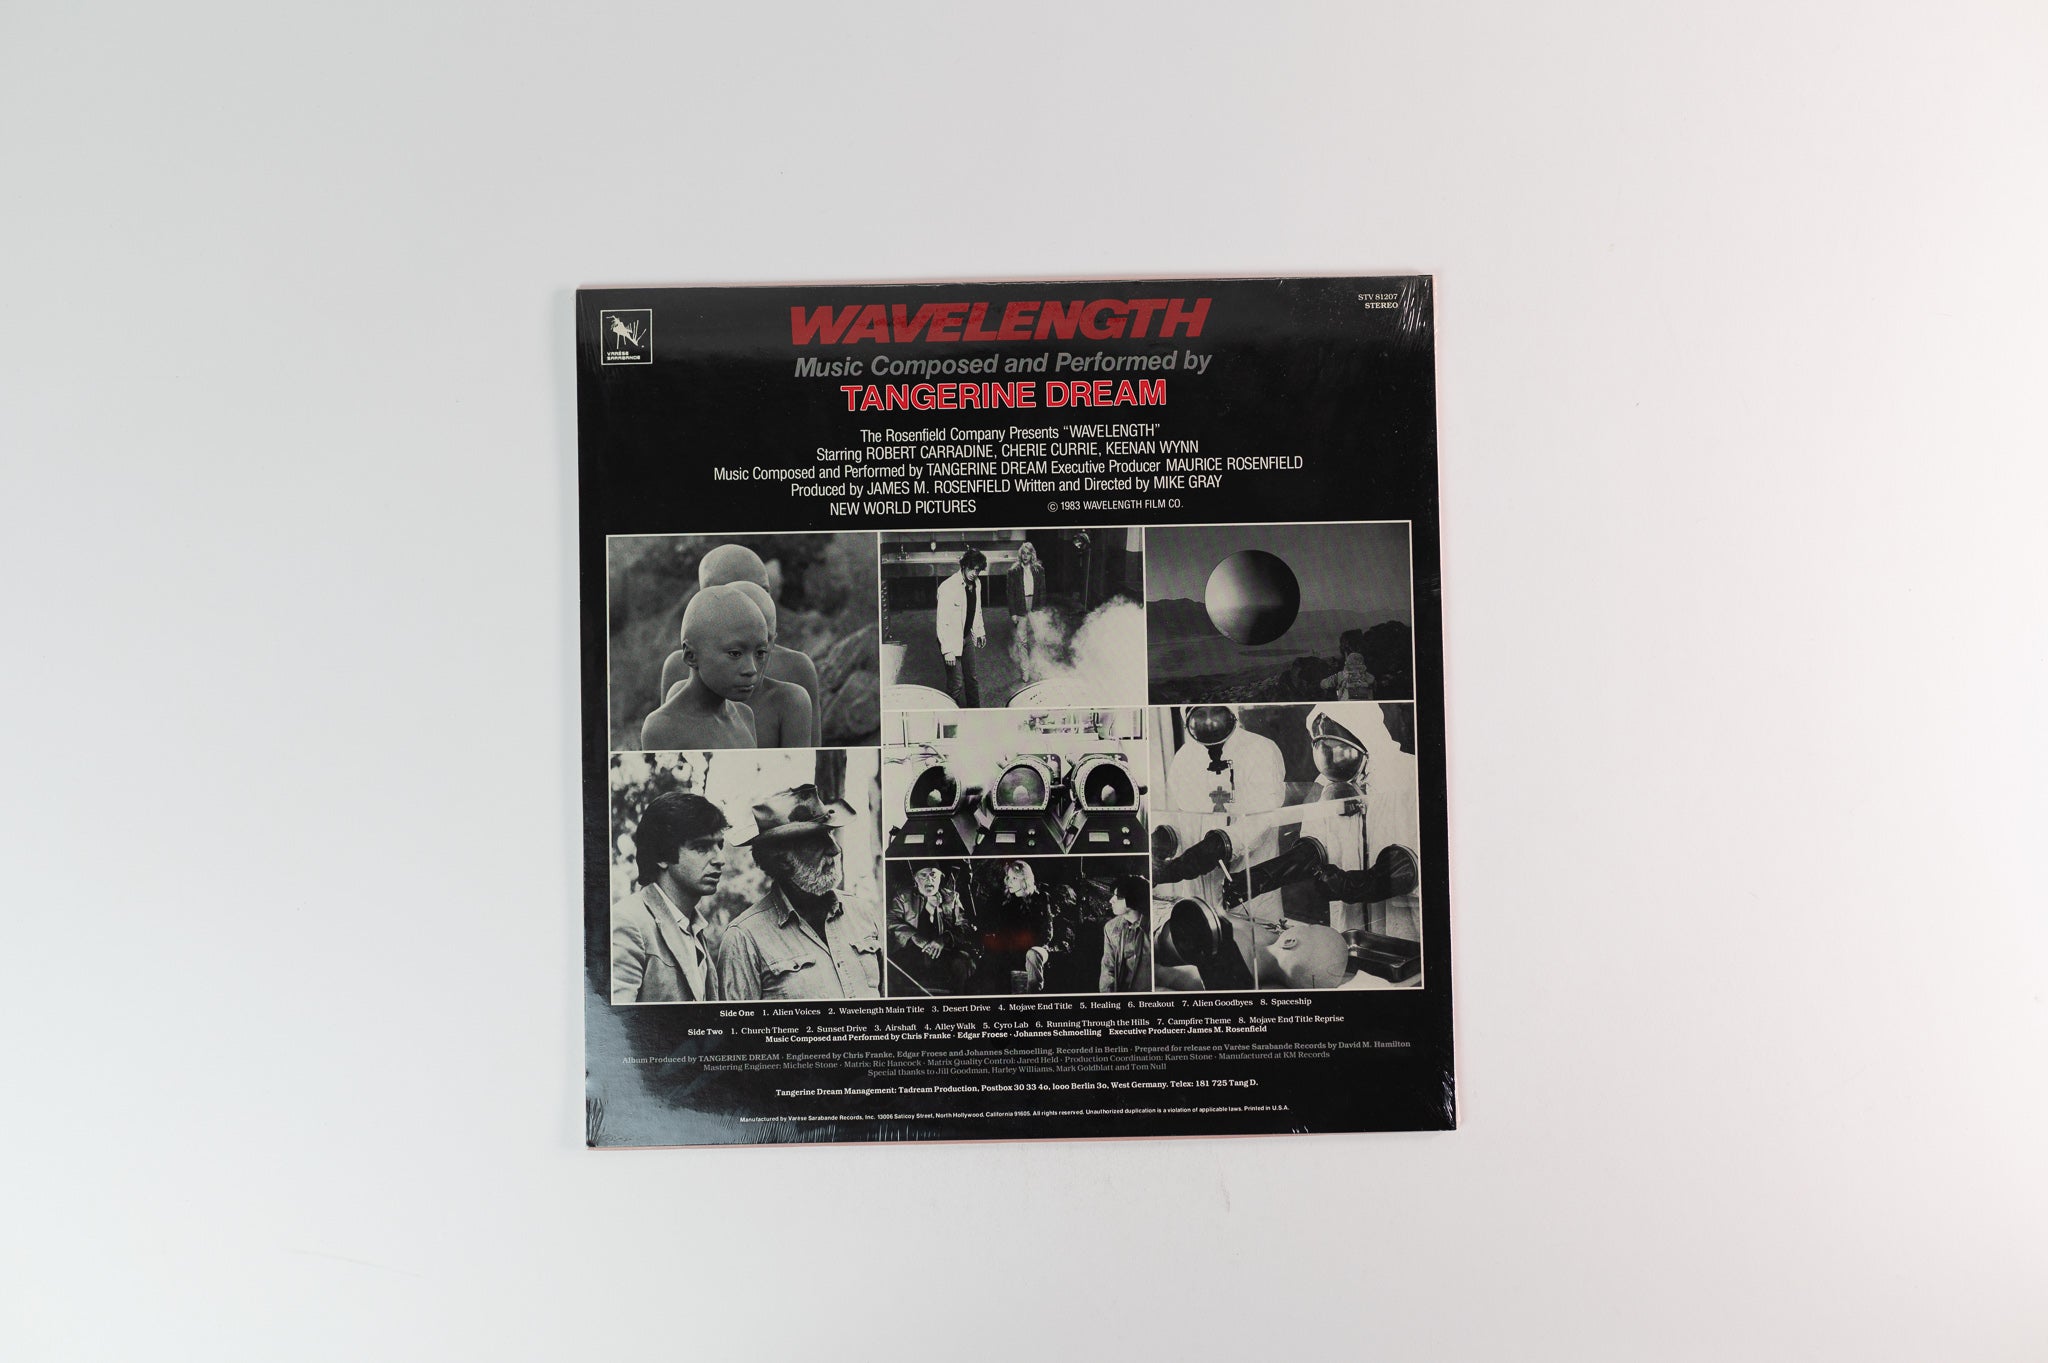 VARÈSE
SARABANDE
WAVELENGTH
STV 81207
STEREO
Music Composed and Performed by
TANGERINE DREAM
The Rosenfield Company Presents “WAVELENGTH”
Starring ROBERT CARRADINE, CHERIE CURRIE, KEENAN WYNN
Music Composed and Performed by TANGERINE DREAM Executive Producer MAURICE ROSENFIELD
Produced by JAMES M. ROSENFIELD Written and Directed by MIKE GRAY
NEW WORLD PICTURES © 1983 WAVELENGTH FILM CO.
Side One 1. Alien Voices 2. Wavelength Main Title 3. Desert Drive 4. Mojave End Title 5. Healing 6. Breakout 7. Alien Goodbyes 8. Spaceship
Side Two 1. Church Theme 2. Sunset Drive 3. Airshaft 4. Alley Walk 5. Cyro Lab 6. Running Through the Hills 7. Campfire Theme 8. Mojave End Title Reprise
Music Composed and Performed by Chris Franke · Edgar Froese · Johannes Schmoelling Executive Producer: James M. Rosenfield
Album Produced by TANGERINE DREAM · Engineered by Chris Franke, Edgar Froese and Johannes Schmoelling. Recorded in Berlin · Prepared for release on Varèse Sarabande Records by David M. Hamilton
Mastering Engineer: Michele Stone · Matrix: Ric Hancock · Matrix Quality Control: Jared Held · Production Coordination: Karen Stone · Manufactured at KM Records
Special thanks to Jill Goodman, Harley Williams, Mark Goldblatt and Tom Null
Tangerine Dream Management: Tadream Production, Postbox 30 33 40, 1000 Berlin 30, West Germany. Telex: 181 725 Tang D.
Manufactured by Varèse Sarabande Records, Inc. 13006 Saticoy Street, North Hollywood, California 91605. All rights reserved. Unauthorized duplication is a violation of applicable laws. Printed in U.S.A.